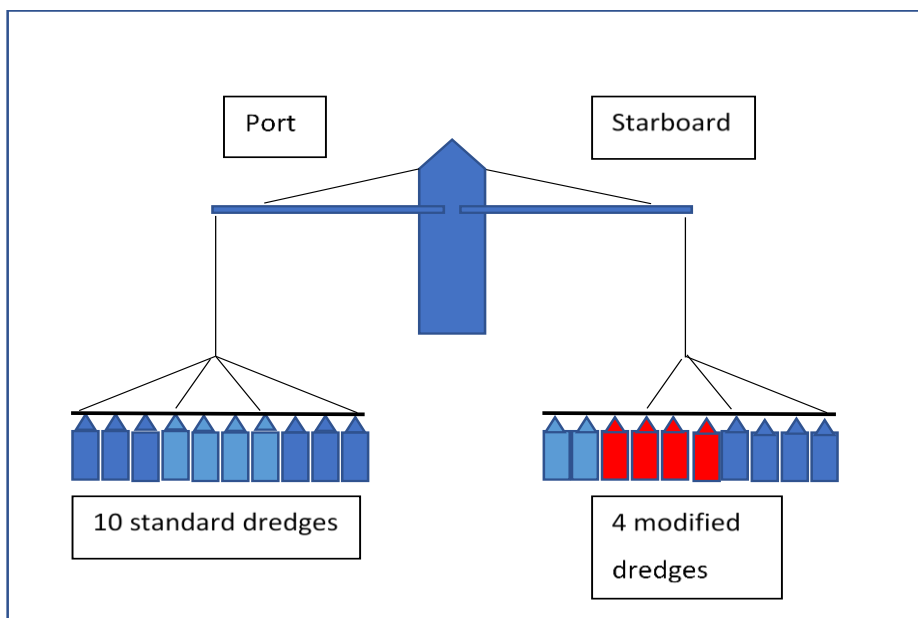 Port
Starboard
10 standard dredges
4 modified
dredges